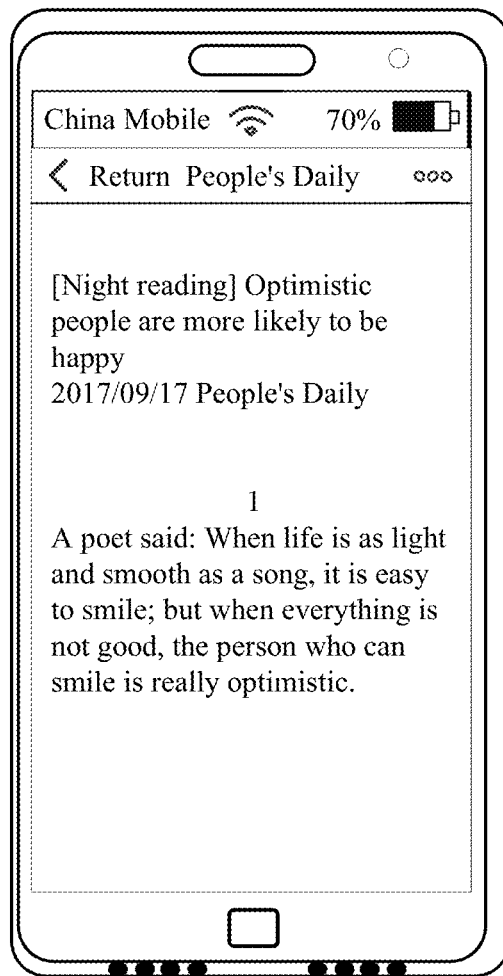 China Mobile 70%
Return People's Daily
[Night reading] Optimistic
people are more likely to be
happy
2017/09/17 People's Daily
1
A poet said: When life is as light
and smooth as a song, it is easy
to smile; but when everything is
not good, the person who can
smile is really optimistic.